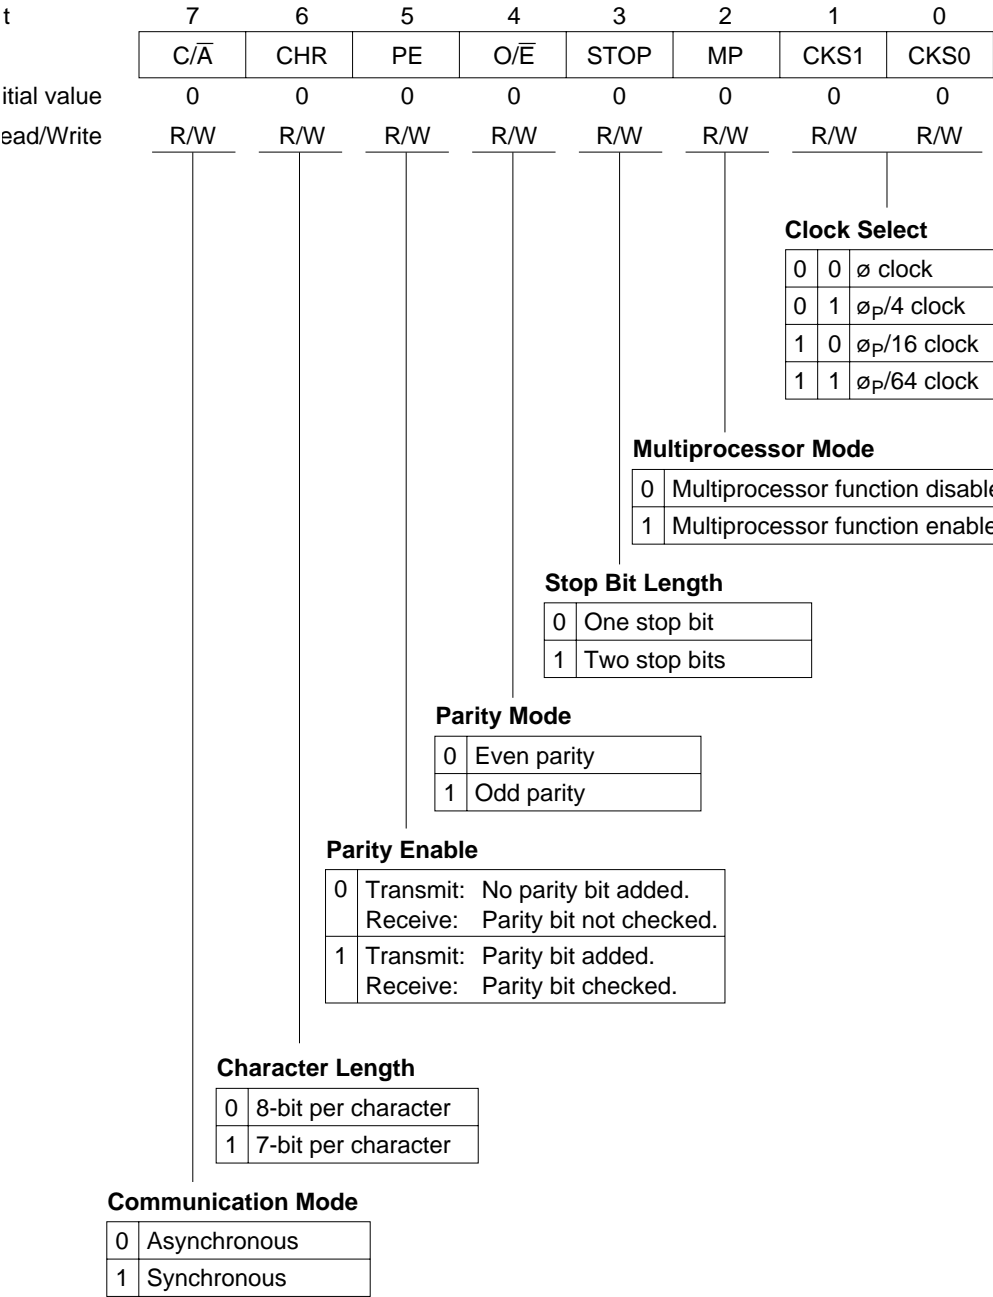 t 7 6 5 4 3 2 1 0
C/A̅ CHR PE O/E̅ STOP MP CKS1 CKS0
itial value 0 0 0 0 0 0 0 0
ead/Write R/W R/W R/W R/W R/W R/W R/W R/W
Clock Select
0 0 ø clock
0 1 øP/4 clock
1 0 øP/16 clock
1 1 øP/64 clock
Multiprocessor Mode
0 Multiprocessor function disable
1 Multiprocessor function enable
Stop Bit Length
0 One stop bit
1 Two stop bits
Parity Mode
0 Even parity
1 Odd parity
Parity Enable
0 Transmit: No parity bit added.
Receive: Parity bit not checked.
1 Transmit: Parity bit added.
Receive: Parity bit checked.
Character Length
0 8-bit per character
1 7-bit per character
Communication Mode
0 Asynchronous
1 Synchronous